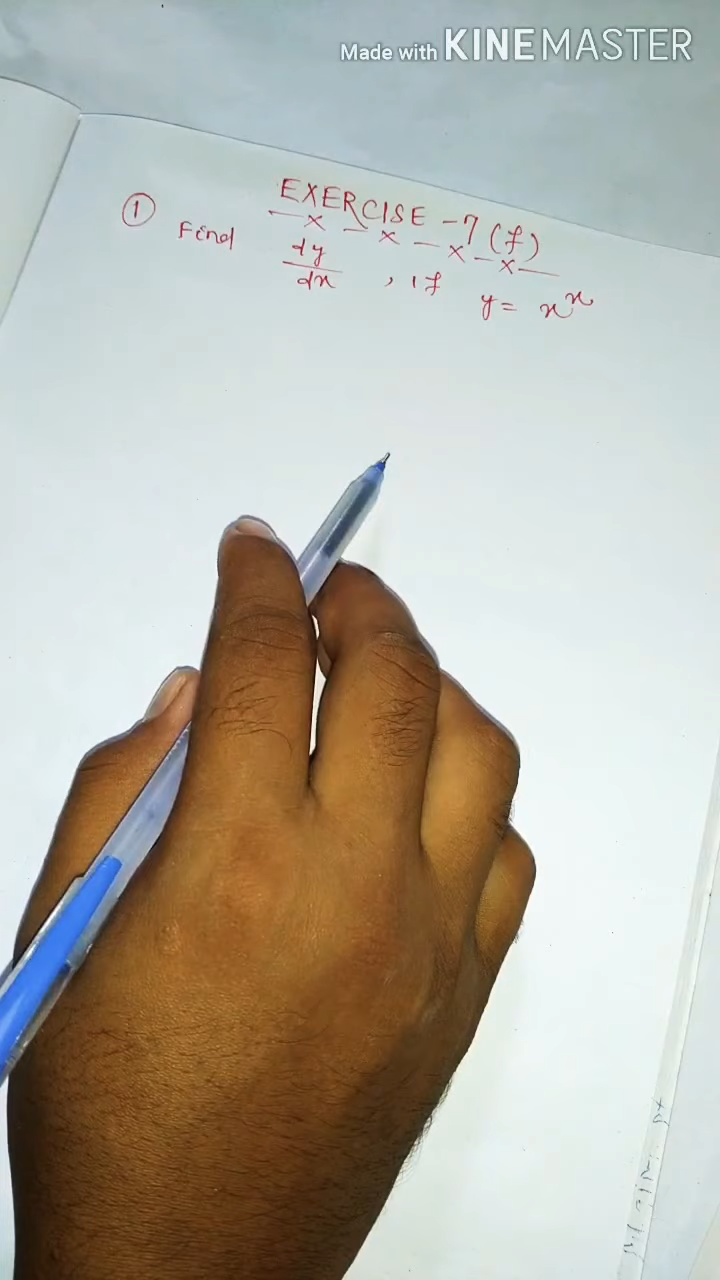 Made with KINEMASTER
EXERCISE -7 (f)
—x—x—x—x—
① Find dy/dx , if y = x^x